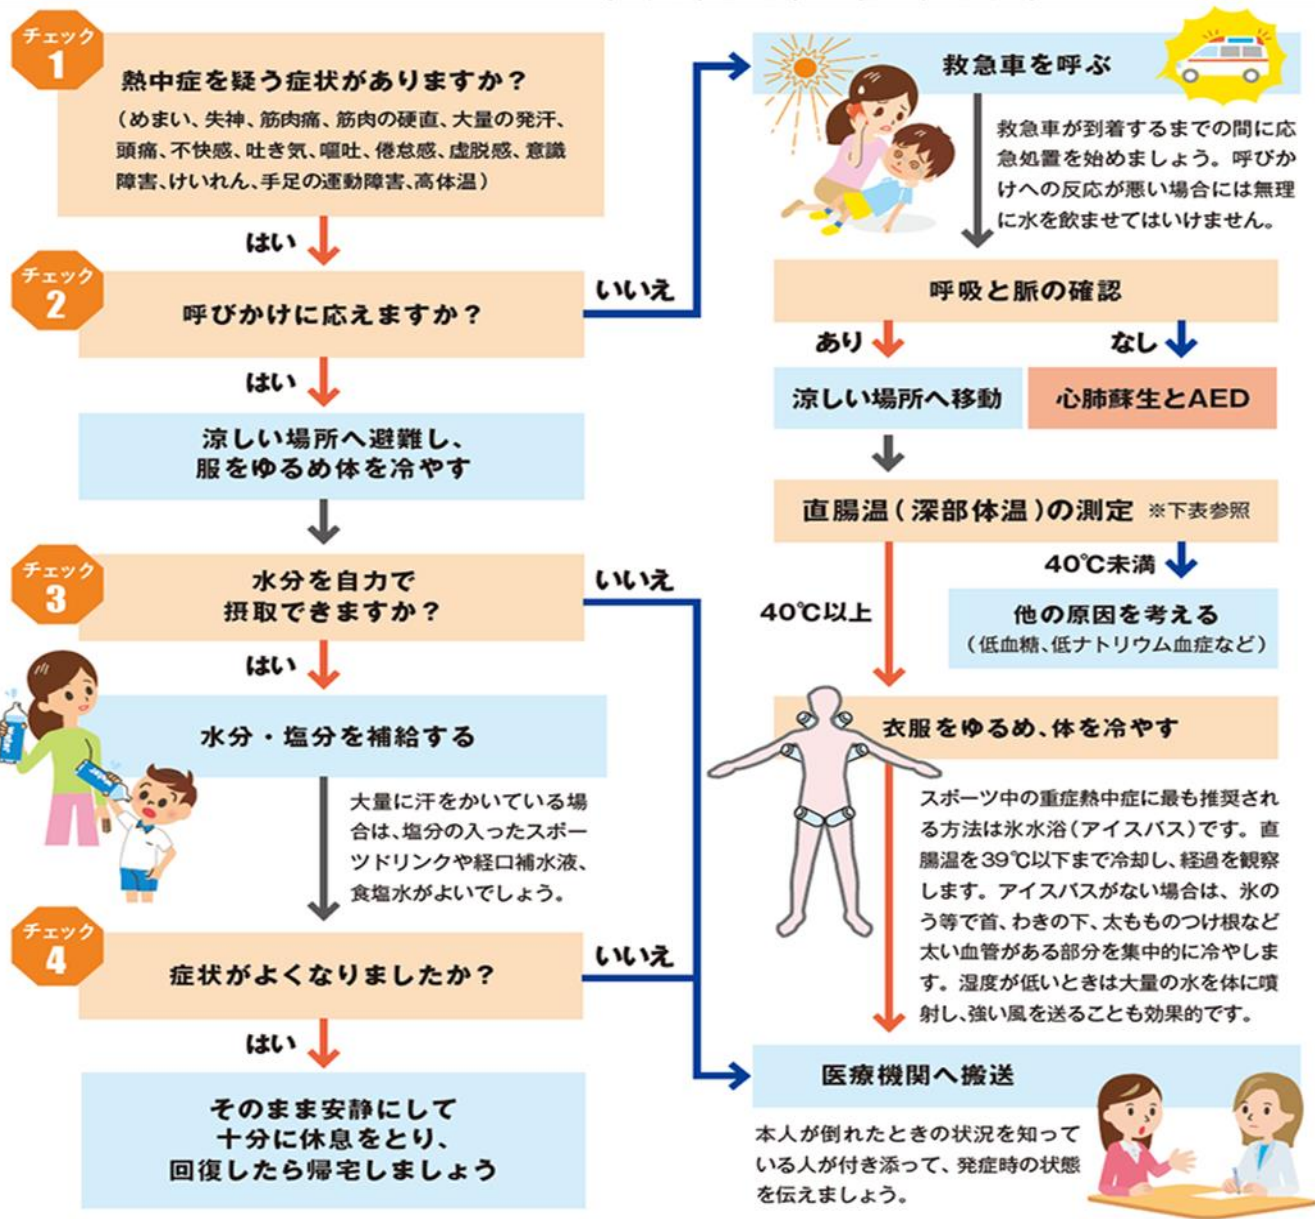 チェック
1
熱中症を疑う症状がありますか?
(めまい、失神、筋肉痛、筋肉の硬直、大量の発汗、
頭痛、不快感、吐き気、嘔吐、倦怠感、虚脱感、意識
障害、けいれん、手足の運動障害、高体温)
はい
チェック
2
呼びかけに応えますか?
いいえ
はい
涼しい場所へ避難し、
服をゆるめ体を冷やす
チェック
3
水分を自力で
摂取できますか?
いいえ
はい
水分・塩分を補給する
大量に汗をかいている場
合は、塩分の入ったスポー
ツドリンクや経口補水液、
食塩水がよいでしょう。
チェック
4
症状がよくなりましたか?
いいえ
はい
そのまま安静にして
十分に休息をとり、
回復したら帰宅しましょう
救急車を呼ぶ
救急車が到着するまでの間に応
急処置を始めましょう。呼びか
けへの反応が悪い場合には無理
に水を飲ませてはいけません。
呼吸と脈の確認
あり
なし
涼しい場所へ移動
心肺蘇生とAED
直腸温(深部体温)の測定 ※下表参照
40℃未満
40℃以上
他の原因を考える
(低血糖、低ナトリウム血症など)
衣服をゆるめ、体を冷やす
スポーツ中の重症熱中症に最も推奨され
る方法は氷水浴(アイスバス)です。直
腸温を39℃以下まで冷却し、経過を観察
します。アイスバスがない場合は、氷の
う等で首、わきの下、太もものつけ根など
太い血管がある部分を集中的に冷やしま
す。湿度が低いときは大量の水を体に噴
射し、強い風を送ることも効果的です。
医療機関へ搬送
本人が倒れたときの状況を知って
いる人が付き添って、発症時の状態
を伝えましょう。